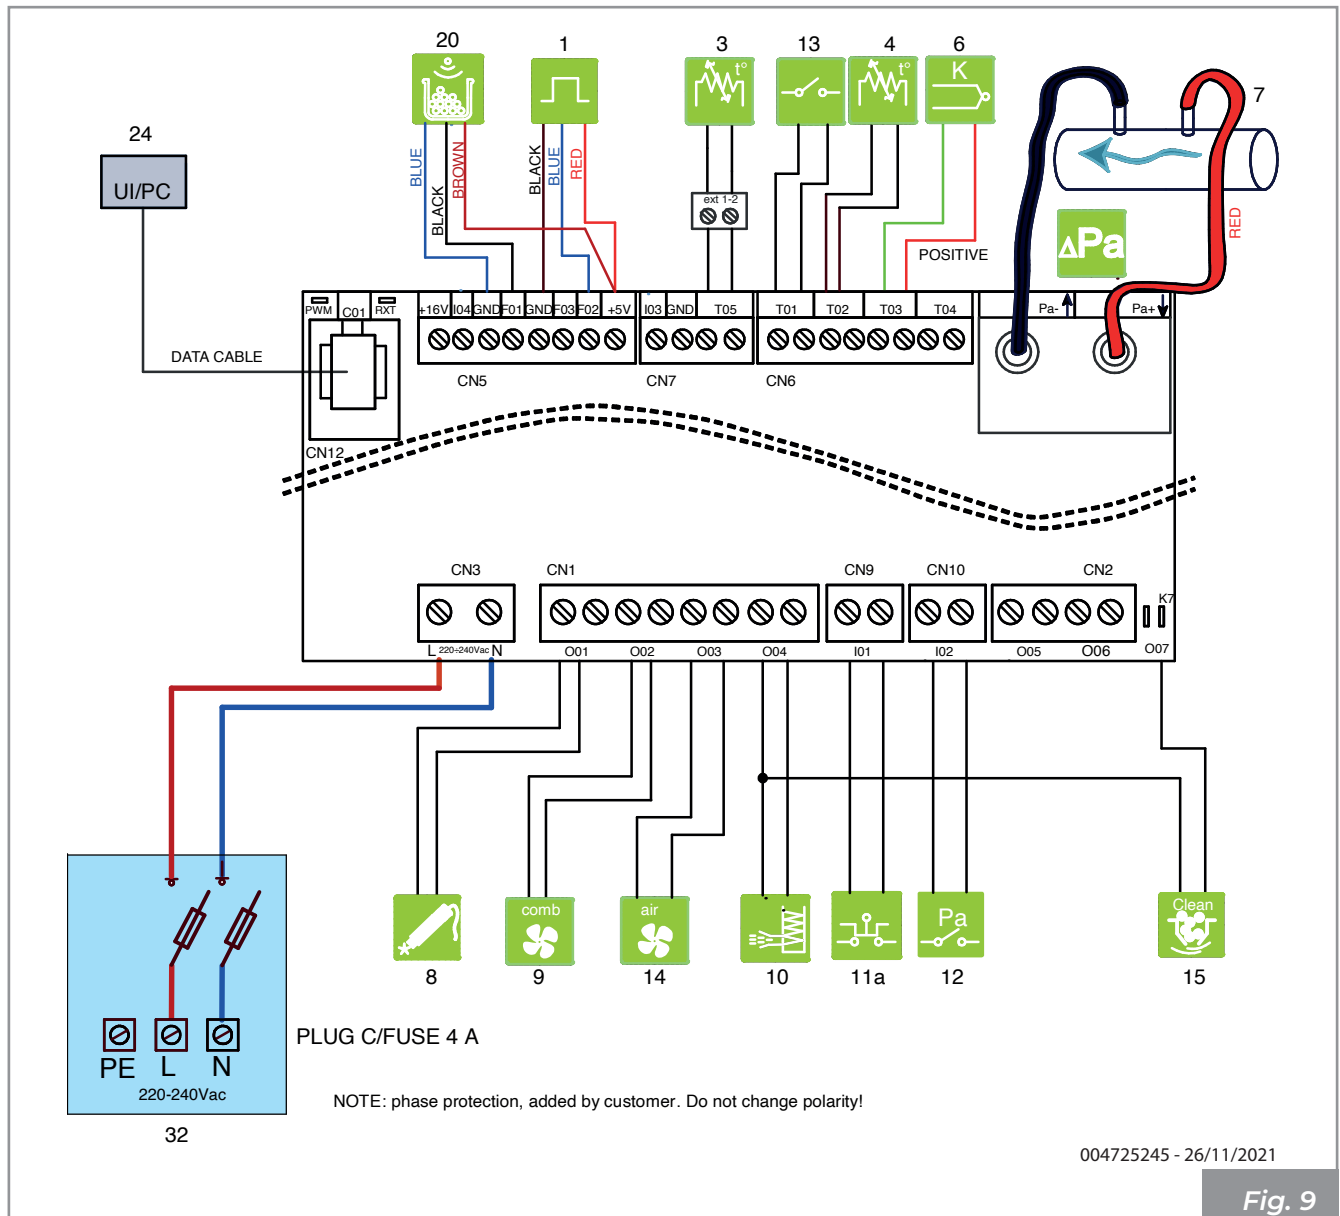 20 1 3 13 4 6 7
t° t° K
24
UI/PC
BLUE BLACK BROWN BLACK BLUE RED
ext 1-2
RED
POSITIVE
ΔPa
PWM C01 RXT +16V I04 GND F01 GND F03 F02 +5V I03 GND T05 T01 T02 T03 T04 Pa- Pa+
DATA CABLE
CN5 CN7 CN6
CN12
CN3 CN1 CN9 CN10 CN2
K7
L 220÷240Vac N O01 O02 O03 O04 I01 I02 O05 O06 O07
comb air Pa Clean
8 9 14 10 11a 12 15
PLUG C/FUSE 4 A
PE L N
220-240Vac
32
NOTE: phase protection, added by customer. Do not change polarity!
004725245 - 26/11/2021
Fig. 9